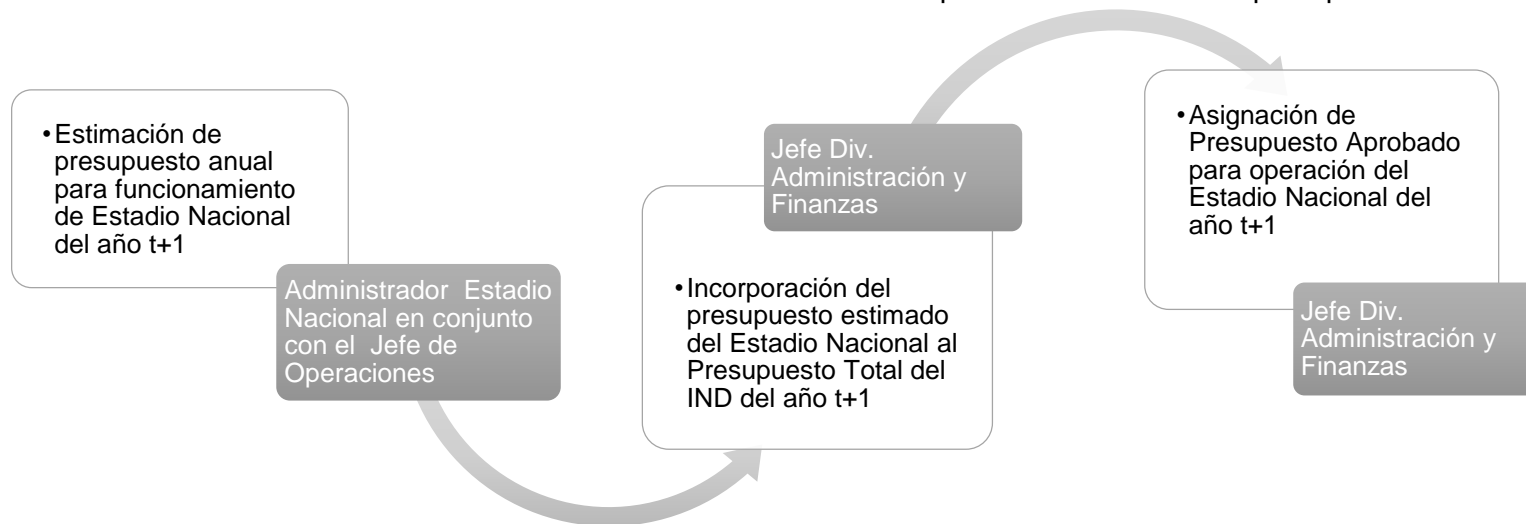 •Estimación de
presupuesto anual
para funcionamiento
de Estadio Nacional
del año t+1
Administrador Estadio
Nacional en conjunto
con el Jefe de
Operaciones
Jefe Div.
Administración y
Finanzas
•Incorporación del
presupuesto estimado
del Estadio Nacional al
Presupuesto Total del
IND del año t+1
•Asignación de
Presupuesto Aprobado
para operación del
Estadio Nacional del
año t+1
Jefe Div.
Administración y
Finanzas